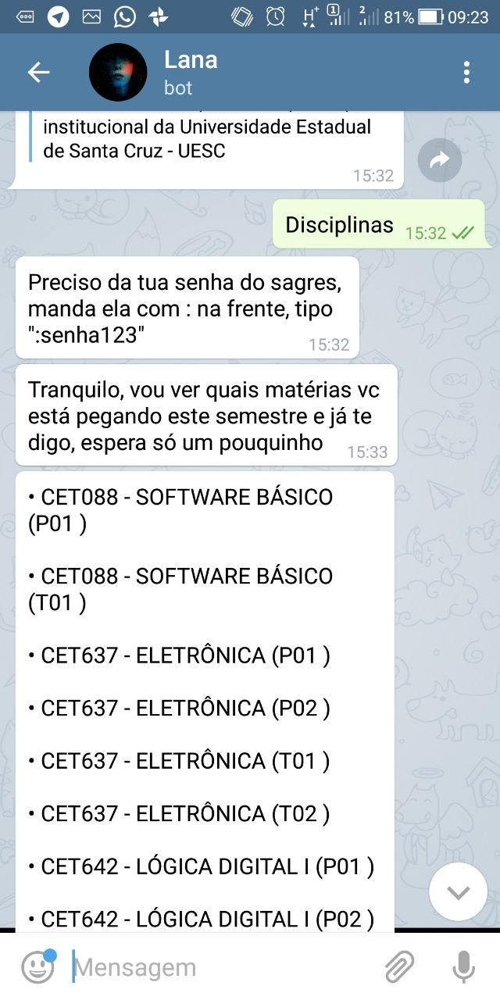 H+ 1 2 81% 09:23
Lana
bot
institucional da Universidade Estadual
de Santa Cruz - UESC
15:32
Disciplinas 15:32
Preciso da tua senha do sagres,
manda ela com : na frente, tipo
":senha123"
15:32
Tranquilo, vou ver quais matérias vc
está pegando este semestre e já te
digo, espera só um pouquinho 15:33
• CET088 - SOFTWARE BÁSICO
(P01 )
• CET088 - SOFTWARE BÁSICO
(T01 )
• CET637 - ELETRÔNICA (P01 )
• CET637 - ELETRÔNICA (P02 )
• CET637 - ELETRÔNICA (T01 )
• CET637 - ELETRÔNICA (T02 )
• CET642 - LÓGICA DIGITAL I (P01 )
• CET642 - LÓGICA DIGITAL I (P02 )
Mensagem